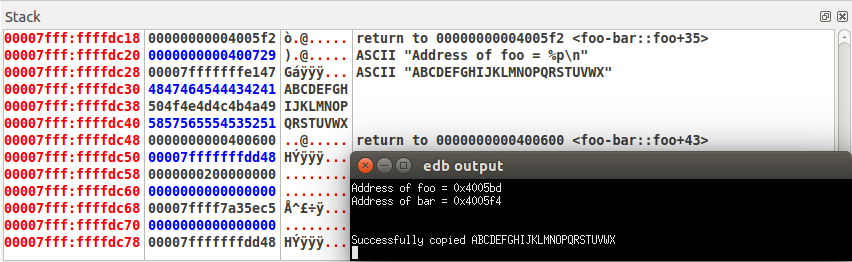 Stack
00007fff:ffffdc18 00000000004005f2 ò.@..... return to 00000000004005f2 <foo-bar::foo+35>
00007fff:ffffdc20 0000000000400729 ).@..... ASCII "Address of foo = %p\n"
00007fff:ffffdc28 00007fffffffe147 Gáÿÿÿ... ASCII "ABCDEFGHIJKLMNOPQRSTUVWX"
00007fff:ffffdc30 4847464544434241 ABCDEFGH
00007fff:ffffdc38 504f4e4d4c4b4a49 IJKLMNOP
00007fff:ffffdc40 5857565554535251 QRSTUVWX
00007fff:ffffdc48 0000000000400600 ..@..... return to 0000000000400600 <foo-bar::foo+43>
00007fff:ffffdc50 00007fffffffdd48 HÝÿÿÿ...
00007fff:ffffdc58 0000000200000000 ........
00007fff:ffffdc60 0000000000000000 ........
00007fff:ffffdc68 00007ffff7a35ec5 Å^£÷ÿ...
00007fff:ffffdc70 0000000000000000 ........
00007fff:ffffdc78 00007fffffffdd48 HÝÿÿÿ...
edb output
Address of foo = 0x4005bd
Address of bar = 0x4005f4
Successfully copied ABCDEFGHIJKLMNOPQRSTUVWX